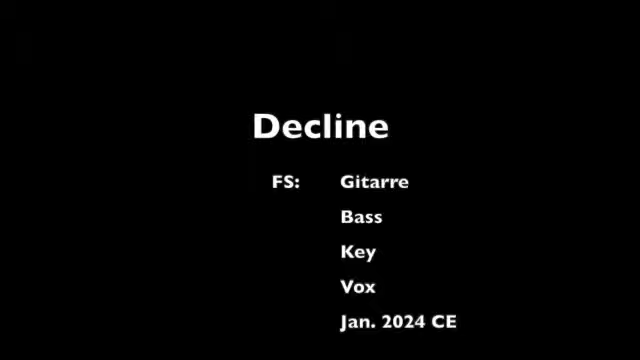 Decline
FS: Gitarre
Bass
Key
Vox
Jan. 2024 CE